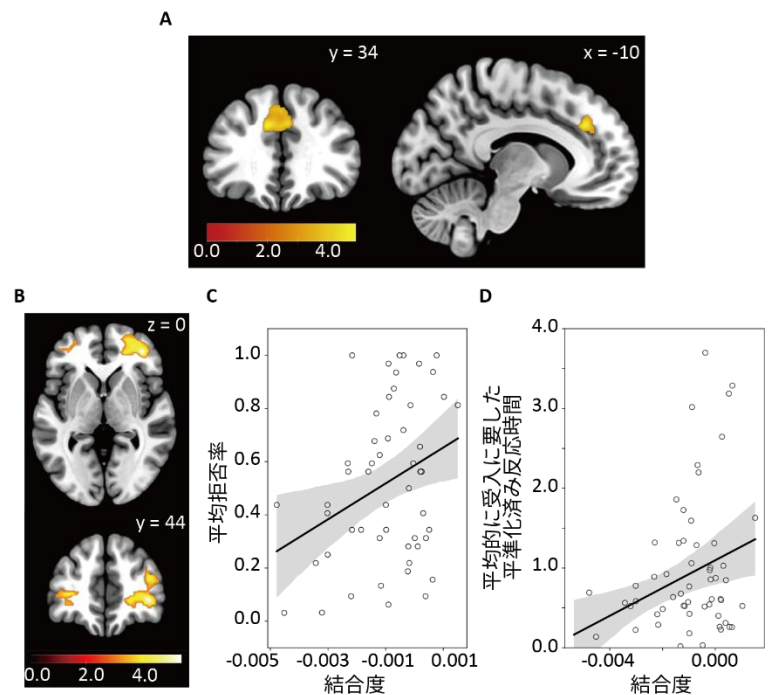 A
y = 34
x = -10
0.0 2.0 4.0
B
z = 0
y = 44
0.0 2.0 4.0
C
平均拒否率
1.0
0.8
0.6
0.4
0.2
0.0
-0.005 -0.003 -0.001 0.001
結合度
D
平均的に受入に要した
平準化済み反応時間
4.0
3.0
2.0
1.0
0.0
-0.004 0.000
結合度